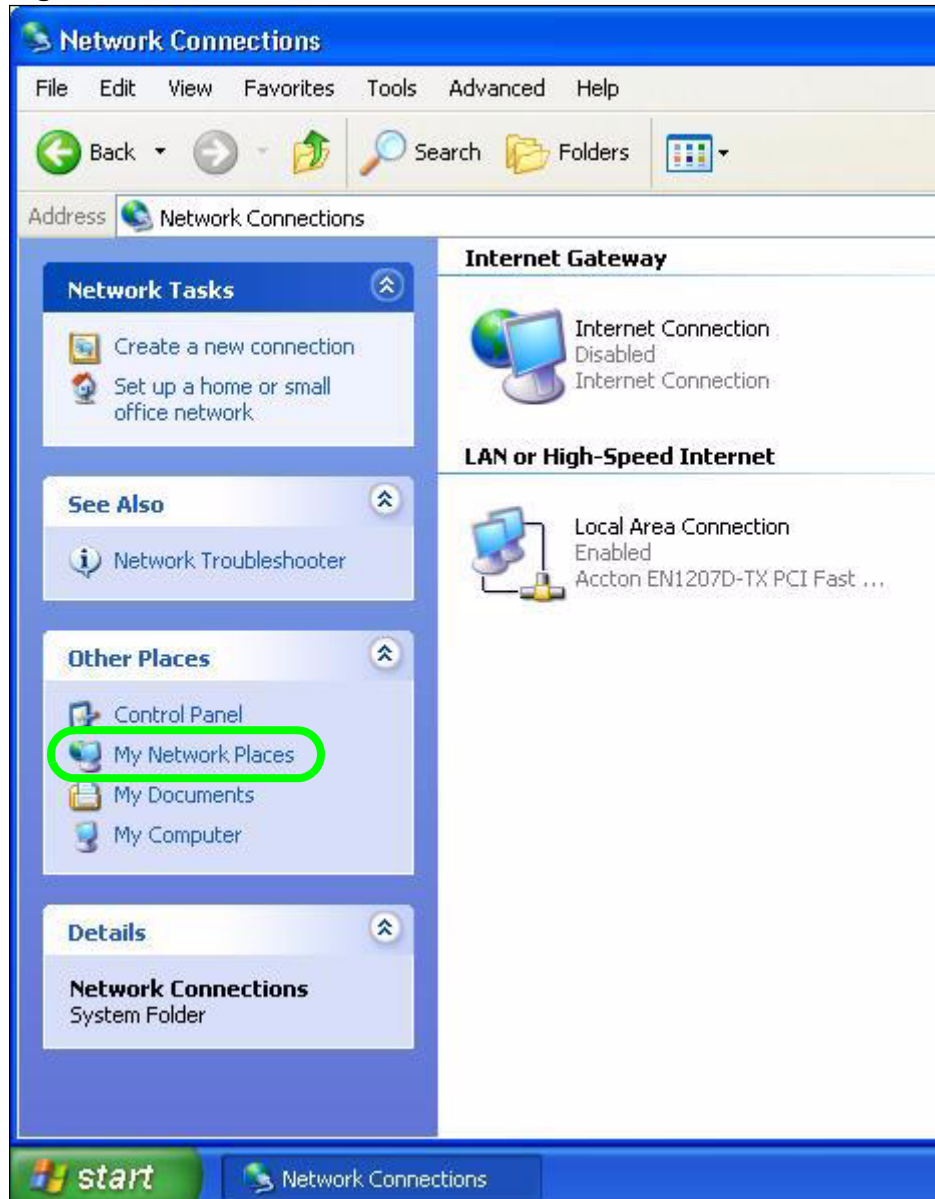 Network Connections
File Edit View Favorites Tools Advanced Help
Back Search Folders
Address Network Connections
Network Tasks
Create a new connection
Set up a home or small
office network
See Also
Network Troubleshooter
Other Places
Control Panel
My Network Places
My Documents
My Computer
Details
Network Connections
System Folder
Internet Gateway
Internet Connection
Disabled
Internet Connection
LAN or High-Speed Internet
Local Area Connection
Enabled
Accton EN1207D-TX PCI Fast ...
start Network Connections